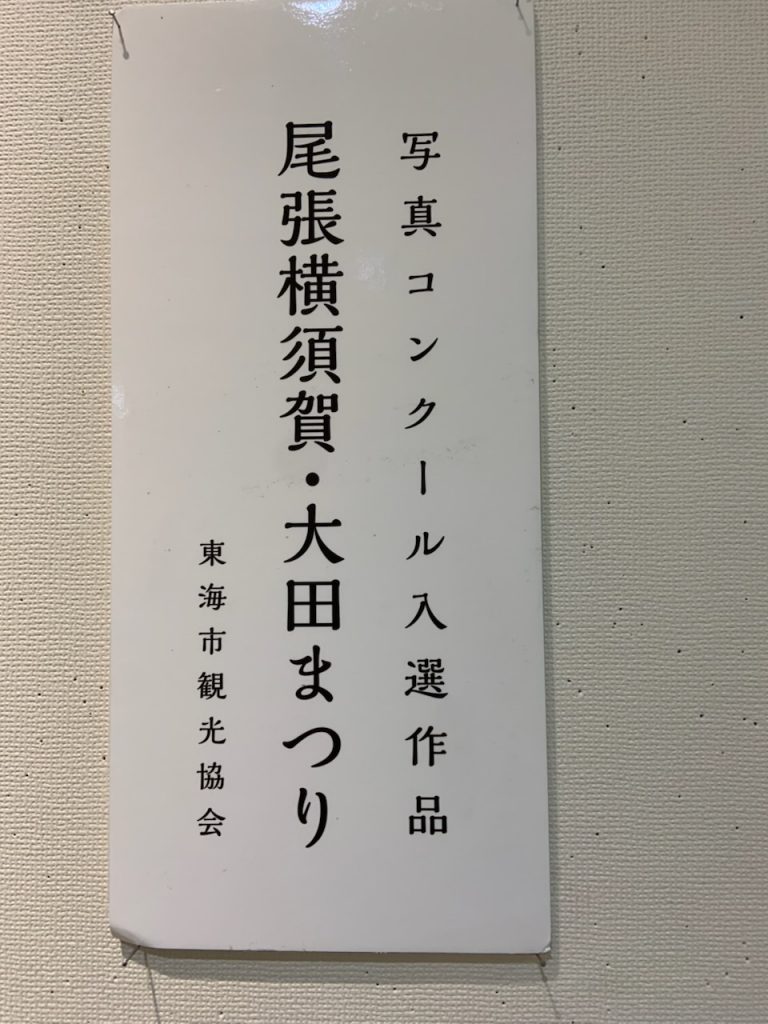 写真コンクール入選作品
尾張横須賀・大田まつり
東海市観光協会